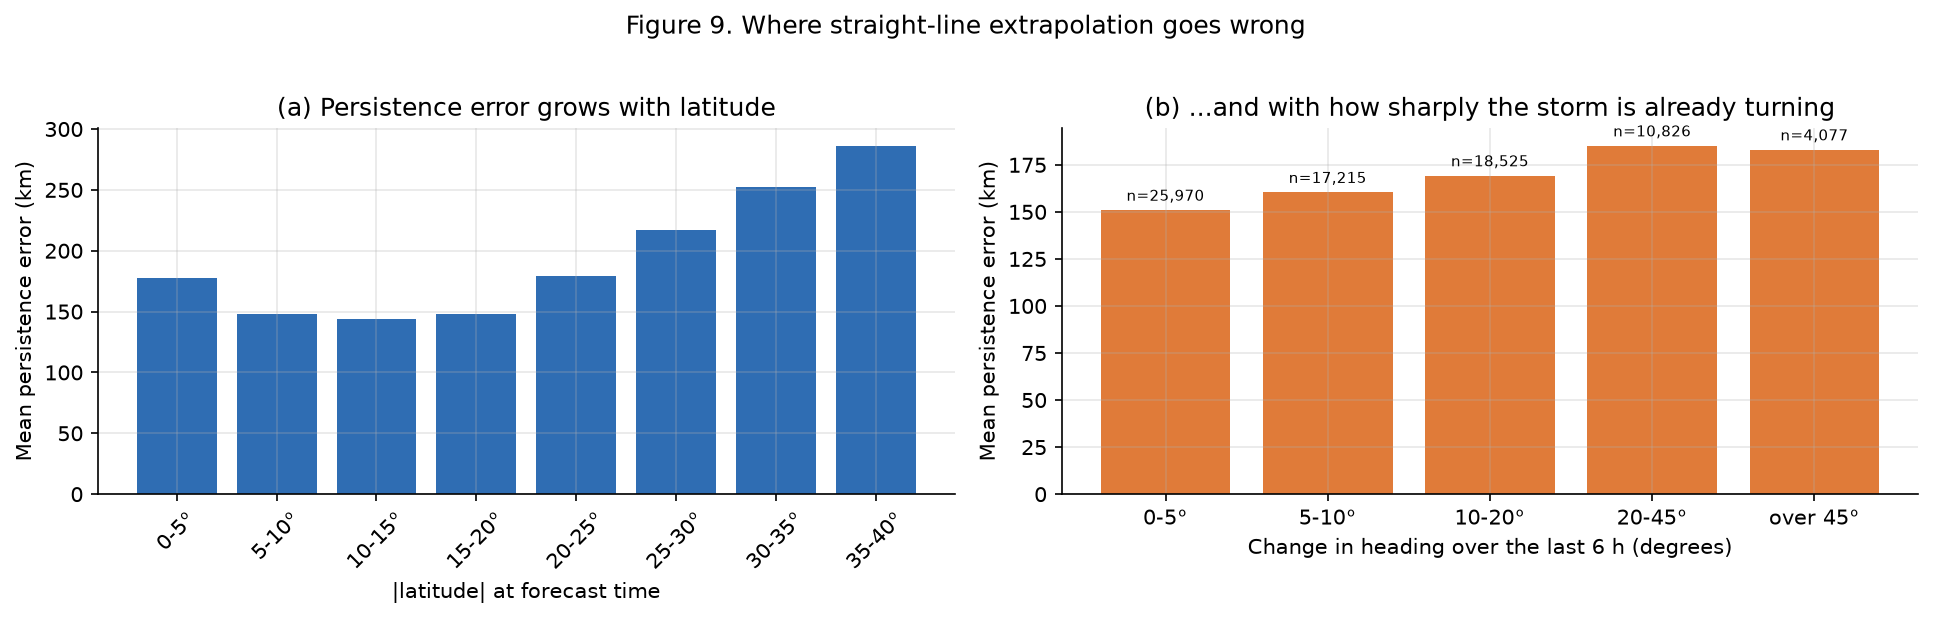 Figure 9. Where straight-line extrapolation goes wrong
(a) Persistence error grows with latitude
Mean persistence error (km)
300
250
200
150
100
50
0
0-5°
5-10°
10-15°
15-20°
20-25°
25-30°
30-35°
35-40°
|latitude| at forecast time
(b) ...and with how sharply the storm is already turning
Mean persistence error (km)
175
150
125
100
75
50
25
0
n=25,970
n=17,215
n=18,525
n=10,826
n=4,077
0-5°
5-10°
10-20°
20-45°
over 45°
Change in heading over the last 6 h (degrees)